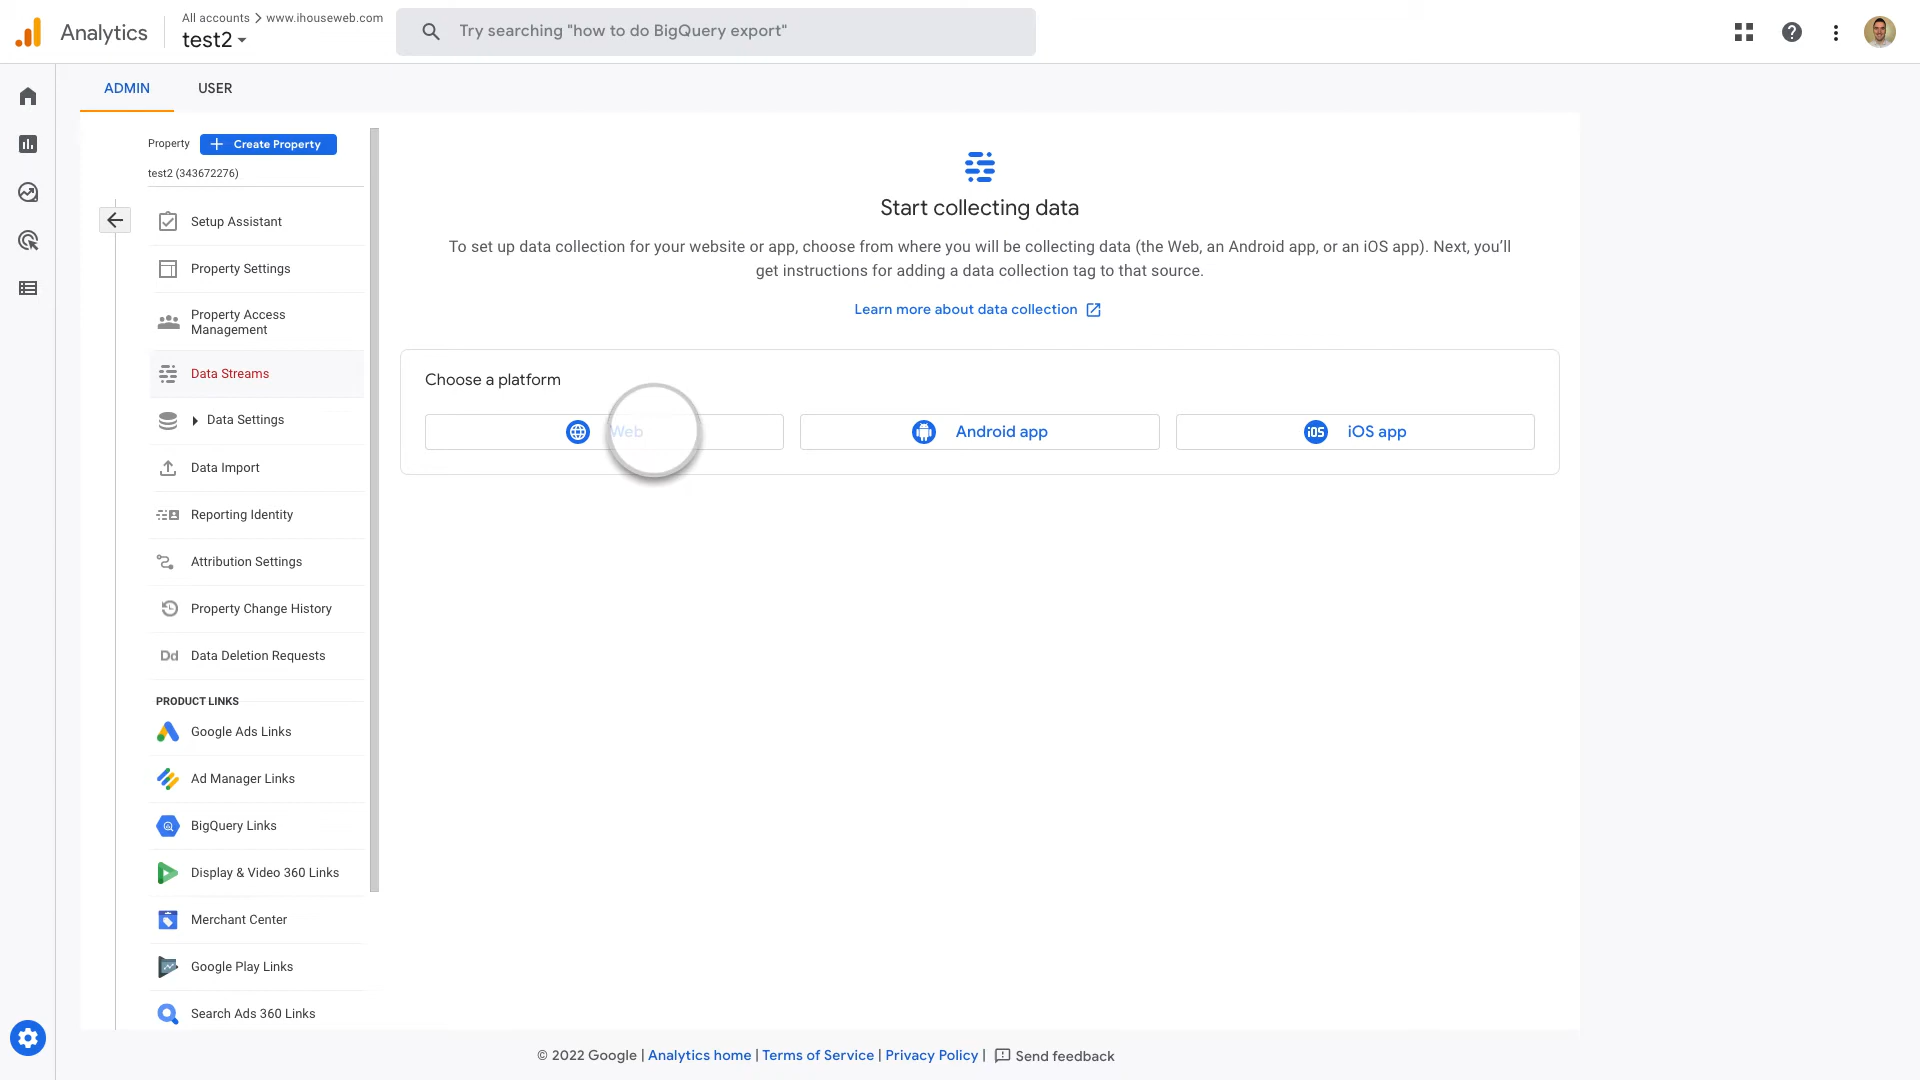 Analytics
All accounts > www.ihouseweb.com
test2
Try searching "how to do BigQuery export"
ADMIN
USER
Property
Create Property
test2 (343672276)
Setup Assistant
Property Settings
Property Access
Management
Data Streams
Data Settings
Data Import
Reporting Identity
Attribution Settings
Property Change History
Dd Data Deletion Requests
PRODUCT LINKS
Google Ads Links
Ad Manager Links
BigQuery Links
Display & Video 360 Links
Merchant Center
Google Play Links
Search Ads 360 Links
Start collecting data
To set up data collection for your website or app, choose from where you will be collecting data (the Web, an Android app, or an iOS app). Next, you’ll
get instructions for adding a data collection tag to that source.
Learn more about data collection
Choose a platform
Web
Android app
iOS iOS app
© 2022 Google | Analytics home | Terms of Service | Privacy Policy | Send feedback